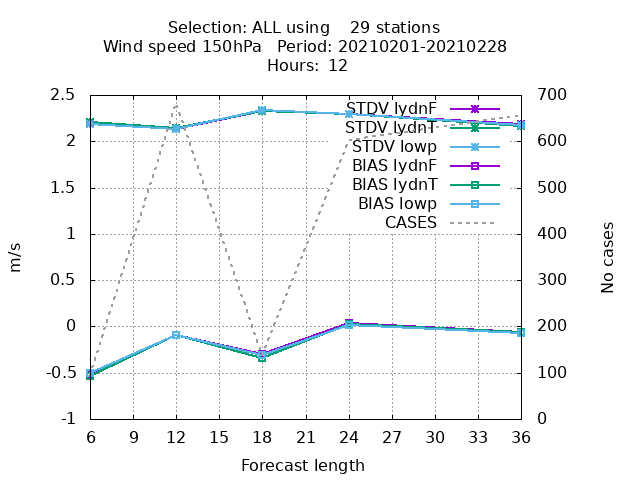 Selection: ALL using    29 stations
Wind speed 150hPa   Period: 20210201-20210228
Hours: 12
2.5
2
1.5
1
0.5
0
-0.5
-1
700
600
500
400
300
200
100
0
STDV lydnF
STDV lydnT
STDV lowp
BIAS lydnF
BIAS lydnT
BIAS lowp
CASES
m/s
No cases
6 9 12 15 18 21 24 27 30 33 36
Forecast length